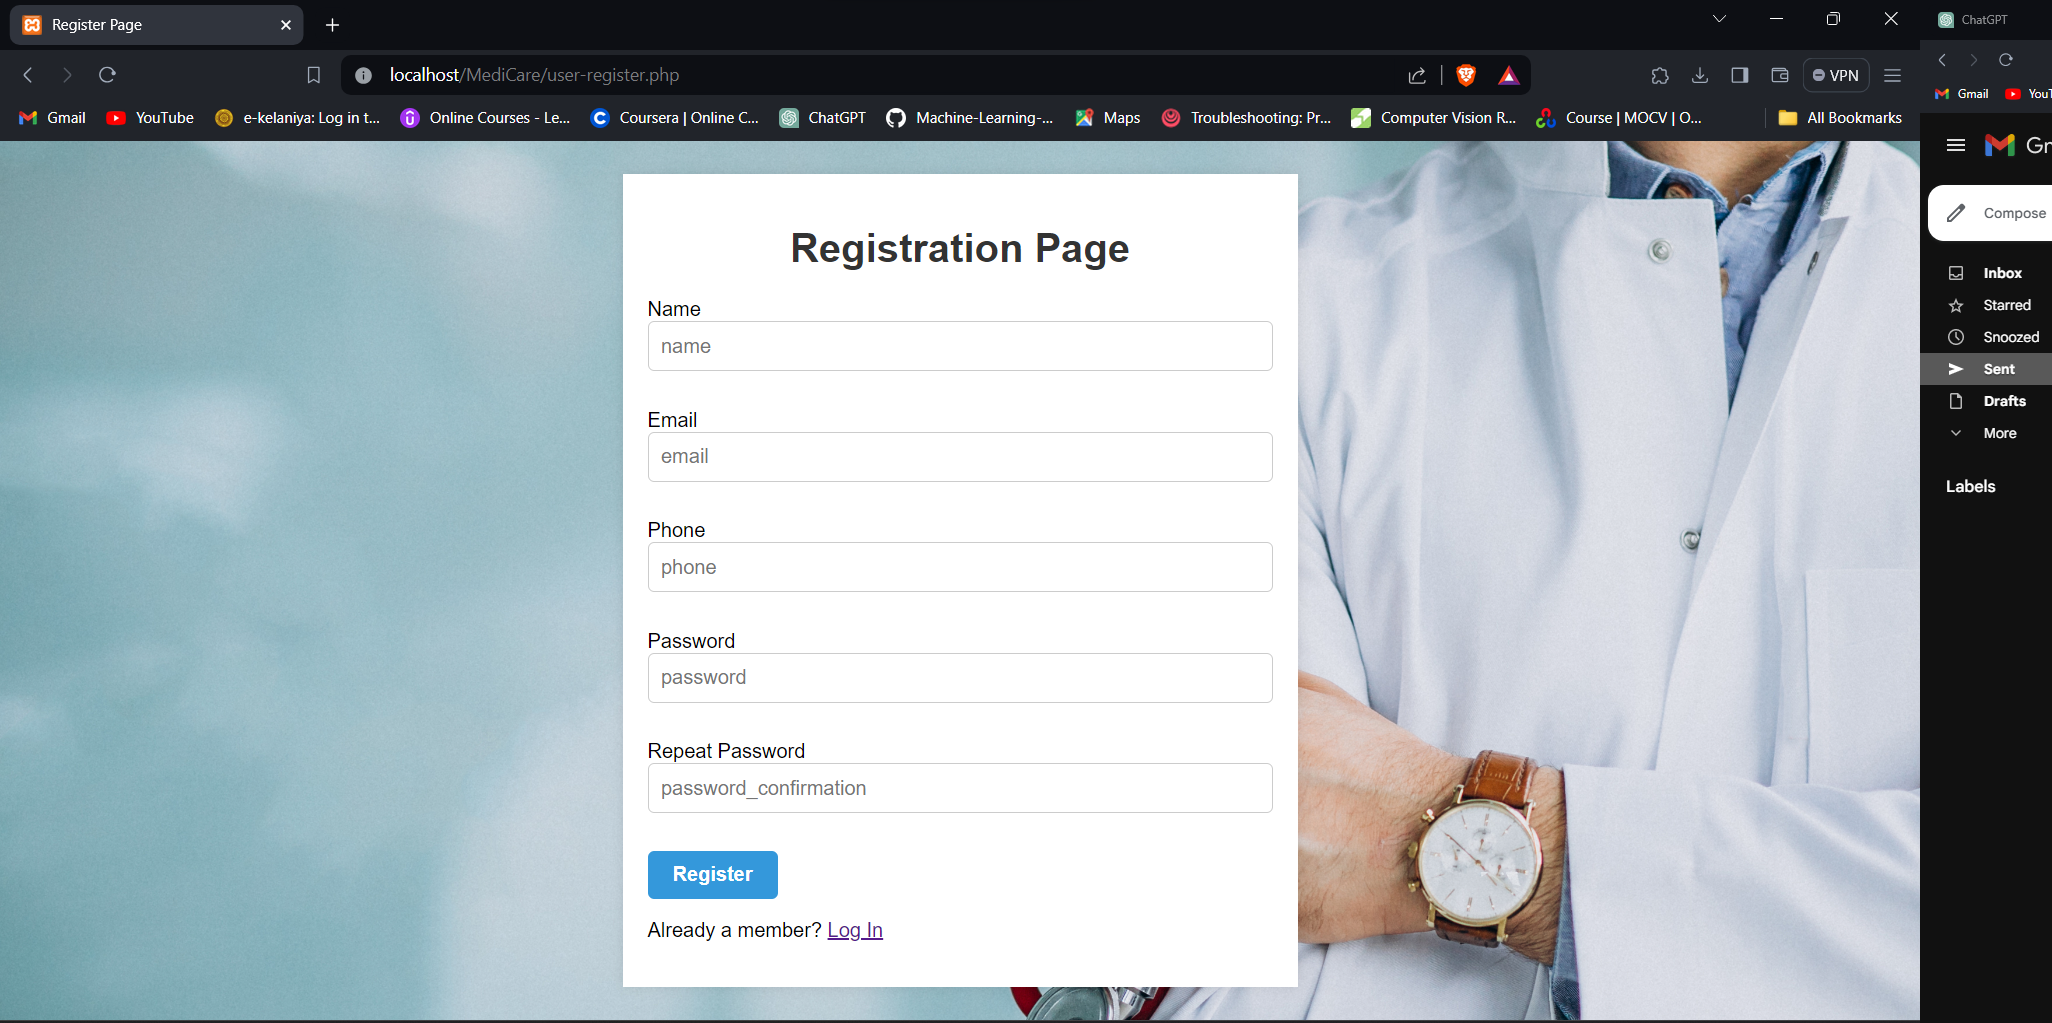 Register Page
ChatGPT
localhost/MediCare/user-register.php
VPN
Gmail
YouTube
e-kelaniya: Log in t...
Online Courses - Le...
Coursera | Online C...
ChatGPT
Machine-Learning-...
Maps
Troubleshooting: Pr...
Computer Vision R...
Course | MOCV | O...
All Bookmarks
Registration Page
Name
name
Email
email
Phone
phone
Password
password
Repeat Password
password_confirmation
Register
Already a member? Log In
Gmail
YouT
Gr
Compose
Inbox
Starred
Snoozed
Sent
Drafts
More
Labels